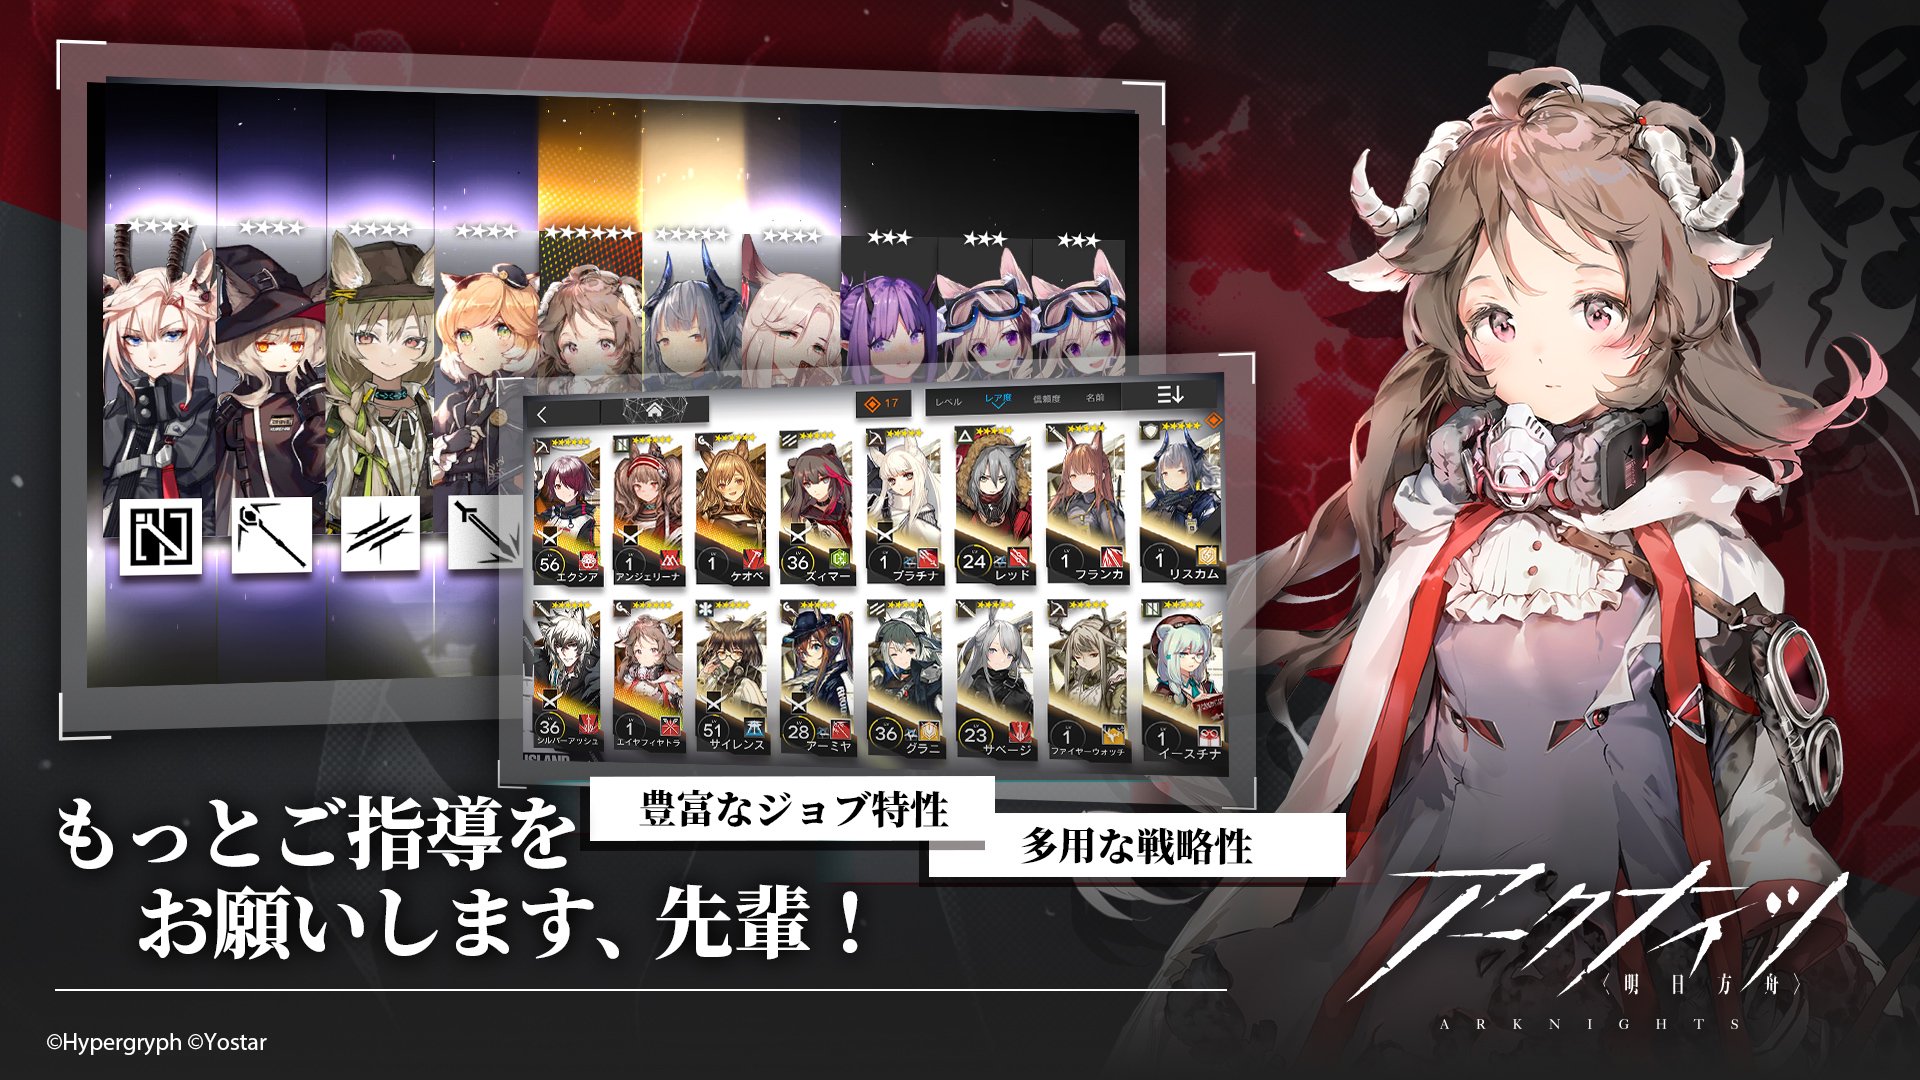 17
レベル レア度 信頼度 名前
56 エクシア
1 アンジェリーナ
1 ケオベ
36 ズィマー
1 プラチナ
24 レッド
1 フランカ
1 リスカム
36 シルバーアッシュ
1 エイヤフィヤトラ
51 サイレンス
28 アーミヤ
36 グラニ
23 サベージ
1 ファイヤーウォッチ
1 イースチナ
豊富なジョブ特性
多用な戦略性
もっとご指導を
お願いします、先輩！
アークナイツ
〈明日方舟〉
ARKNIGHTS
©Hypergryph ©Yostar